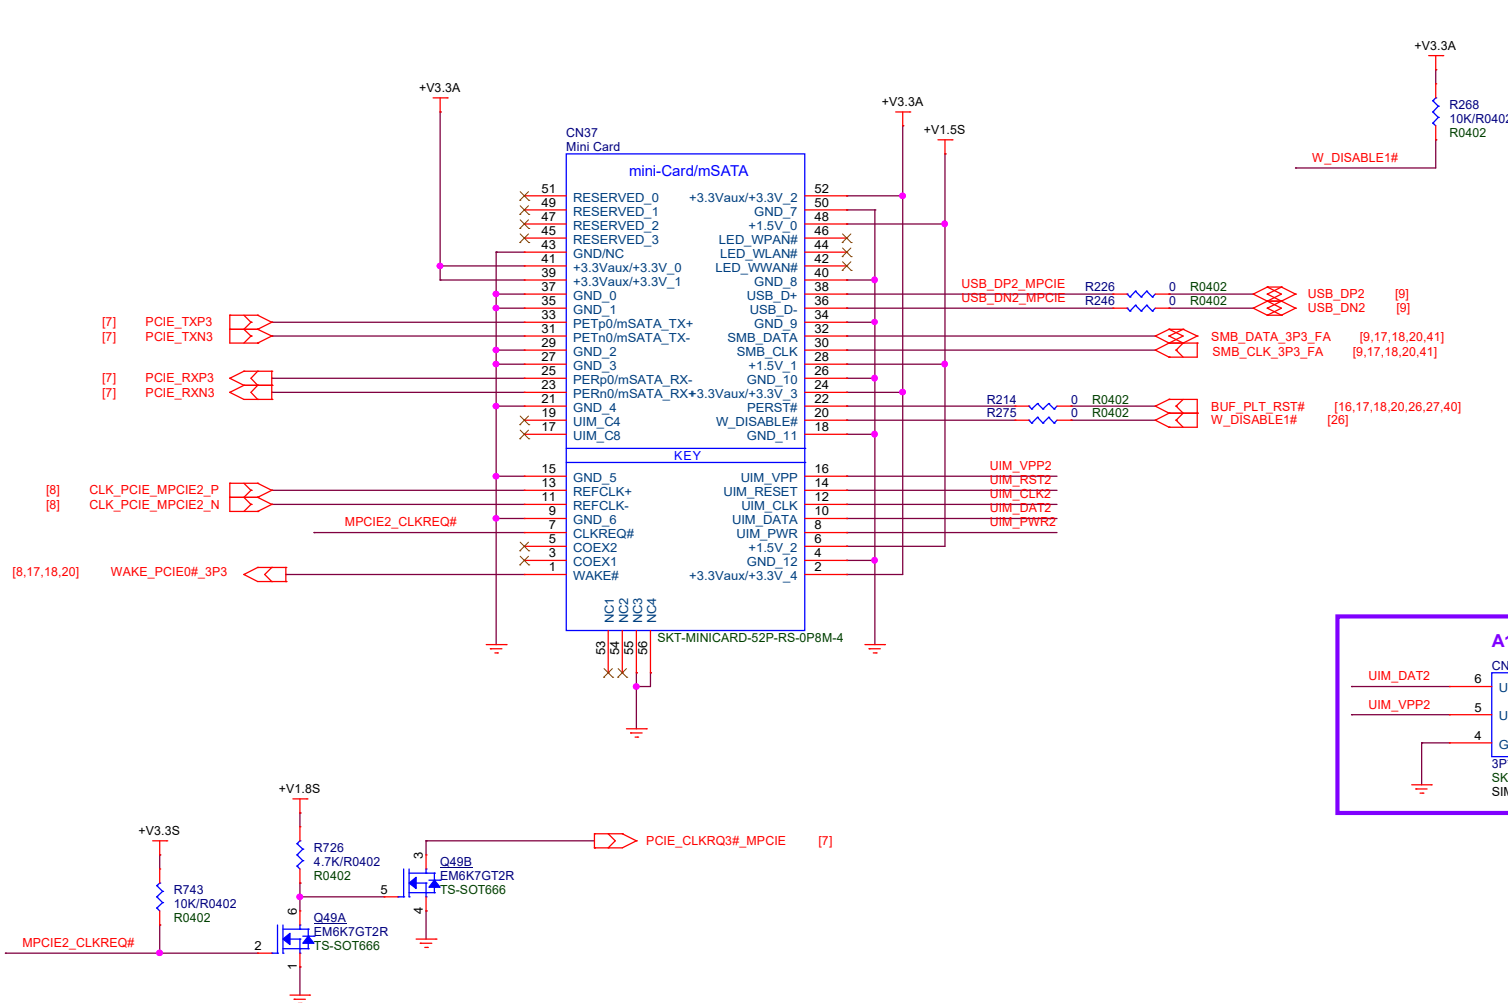 +V3.3A
R268
10K/R0402
R0402
W_DISABLE1#
+V3.3A
+V3.3A
+V1.5S
CN37
Mini Card
mini-Card/mSATA
51 RESERVED_0 +3.3Vaux/+3.3V_2 52
49 RESERVED_1 GND_7 50
47 RESERVED_2 +1.5V_0 48
45 RESERVED_3 LED_WPAN# 46
43 GND/NC LED_WLAN# 44
41 +3.3Vaux/+3.3V_0 LED_WWAN# 42
39 +3.3Vaux/+3.3V_1 GND_8 40
37 GND_0 USB_D+ 38 USB_DP2_MPCIE R226 0 R0402 USB_DP2 [9]
35 GND_1 USB_D- 36 USB_DN2_MPCIE R246 0 R0402 USB_DN2 [9]
[7] PCIE_TXP3 33 PETp0/mSATA_TX+ GND_9 34
[7] PCIE_TXN3 31 PETn0/mSATA_TX- SMB_DATA 32 SMB_DATA_3P3_FA [9,17,18,20,41]
29 GND_2 SMB_CLK 30 SMB_CLK_3P3_FA [9,17,18,20,41]
27 GND_3 +1.5V_1 28
[7] PCIE_RXP3 25 PERp0/mSATA_RX- GND_10 26
[7] PCIE_RXN3 23 PERn0/mSATA_RX+ +3.3Vaux/+3.3V_3 24
21 GND_4 PERST# 22 R214 0 R0402 BUF_PLT_RST# [16,17,18,20,26,27,40]
19 UIM_C4 W_DISABLE# 20 R275 0 R0402 W_DISABLE1# [26]
17 UIM_C8 GND_11 18
KEY
15 GND_5 UIM_VPP 16 UIM_VPP2
[8] CLK_PCIE_MPCIE2_P 13 REFCLK+ UIM_RESET 14 UIM_RST2
[8] CLK_PCIE_MPCIE2_N 11 REFCLK- UIM_CLK 12 UIM_CLK2
9 GND_6 UIM_DATA 10 UIM_DAT2
MPCIE2_CLKREQ# 7 CLKREQ# UIM_PWR 8 UIM_PWR2
5 COEX2 +1.5V_2 6
3 COEX1 GND_12 4
[8,17,18,20] WAKE_PCIE0#_3P3 1 WAKE# +3.3Vaux/+3.3V_4 2
NC1 NC2 NC3 NC4
53 54 55 56
SKT-MINICARD-52P-RS-0P8M-4
UIM_DAT2 6
UIM_VPP2 5
4
CN
+V1.8S
+V3.3S
R726
4.7K/R0402
R0402
R743
10K/R0402
R0402
3
PCIE_CLKRQ3#_MPCIE [7]
5
Q49B
EM6K7GT2R
TS-SOT666
4
6
Q49A
EM6K7GT2R
TS-SOT666
MPCIE2_CLKREQ# 2
1